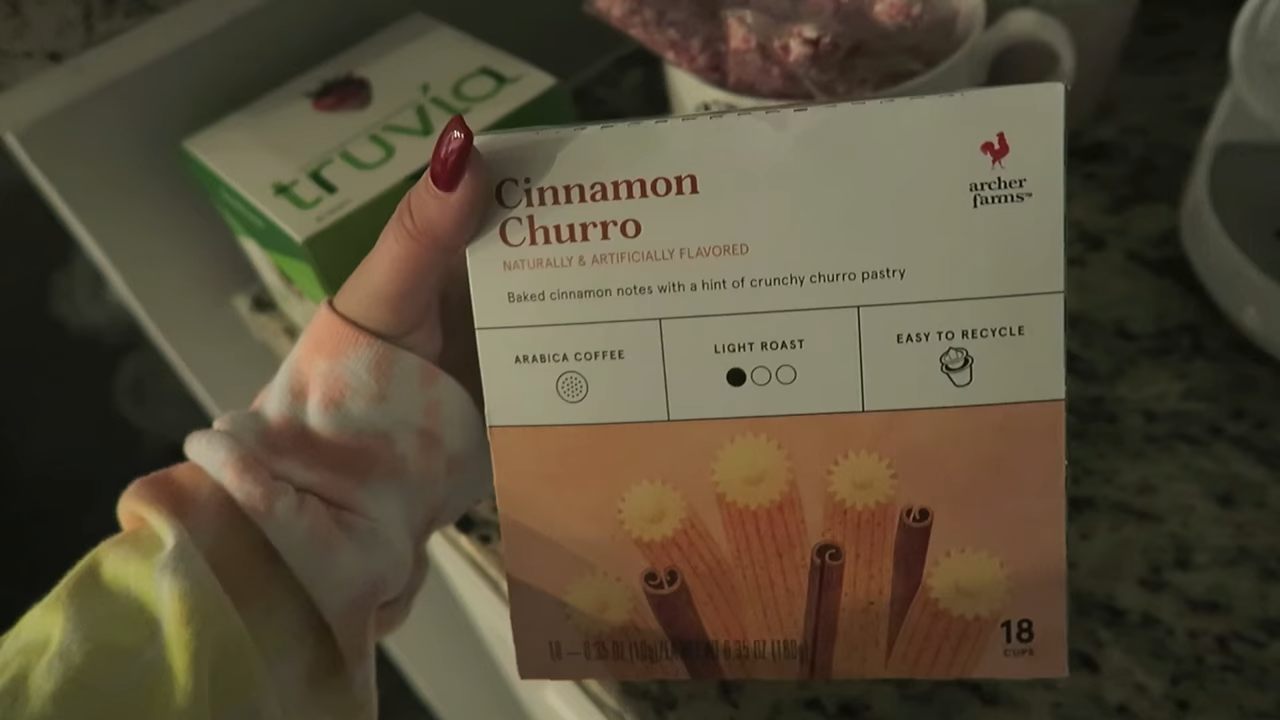 truvia
Cinnamon
Churro
NATURALLY & ARTIFICIALLY FLAVORED
Baked cinnamon notes with a hint of crunchy churro pastry
archer
farms™
ARABICA COFFEE
LIGHT ROAST
EASY TO RECYCLE
18
CUPS